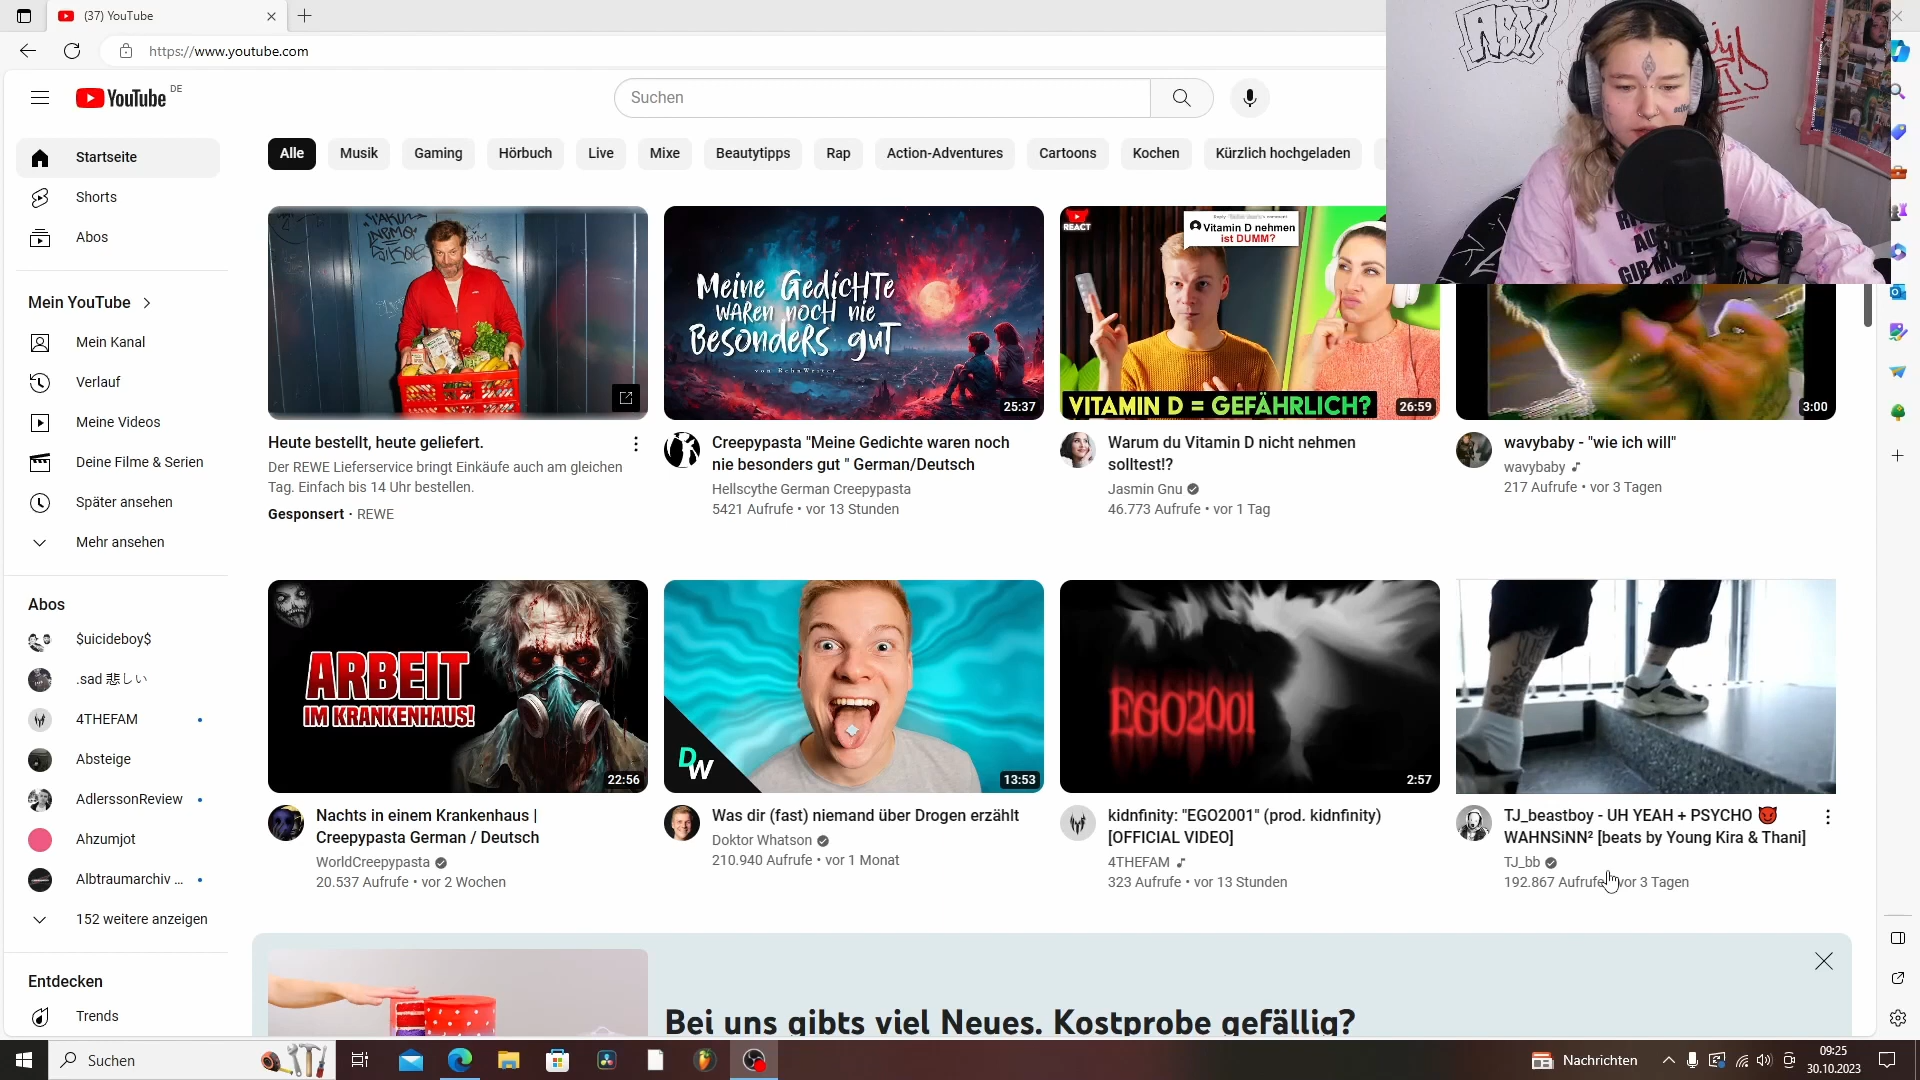 (37) YouTube
https://www.youtube.com
YouTube DE
Suchen
Alle
Musik
Gaming
Hörbuch
Live
Mixe
Beautytipps
Rap
Action-Adventures
Cartoons
Kochen
Kürzlich hochgeladen
Startseite
Shorts
Abos
Mein YouTube
Mein Kanal
Verlauf
Meine Videos
Deine Filme & Serien
Später ansehen
Mehr ansehen
Abos
$uicideboy$
.sad 悲しい
4THEFAM
Absteige
AdlerssonReview
Ahzumjot
Albtraumarchiv ...
152 weitere anzeigen
Entdecken
Trends
Heute bestellt, heute geliefert.
Der REWE Lieferservice bringt Einkäufe auch am gleichen
Tag. Einfach bis 14 Uhr bestellen.
Gesponsert · REWE
Meine Gedichte
waren noch nie
Besonders gut
25:37
Creepypasta "Meine Gedichte waren noch
nie besonders gut " German/Deutsch
Hellscythe German Creepypasta
5421 Aufrufe • vor 13 Stunden
REACT
Vitamin D nehmen
ist DUMM?
VITAMIN D = GEFÄHRLICH?
26:59
Warum du Vitamin D nicht nehmen
solltest!?
Jasmin Gnu
46.773 Aufrufe • vor 1 Tag
ASSI
3:00
wavybaby - "wie ich will"
wavybaby
217 Aufrufe • vor 3 Tagen
ARBEIT
IM KRANKENHAUS!
22:56
Nachts in einem Krankenhaus |
Creepypasta German / Deutsch
WorldCreepypasta
20.537 Aufrufe • vor 2 Wochen
DW
13:53
Was dir (fast) niemand über Drogen erzählt
Doktor Whatson
210.940 Aufrufe • vor 1 Monat
EGO2001
2:57
kidnfinity: "EGO2001" (prod. kidnfinity)
[OFFICIAL VIDEO]
4THEFAM
323 Aufrufe • vor 13 Stunden
TJ_beastboy - UH YEAH + PSYCHO 😈
WAHNSiNN² [beats by Young Kira & Thani]
TJ_bb
192.867 Aufrufe vor 3 Tagen
Bei uns gibts viel Neues. Kostprobe gefällig?
Suchen
Nachrichten
09:25
30.10.2023